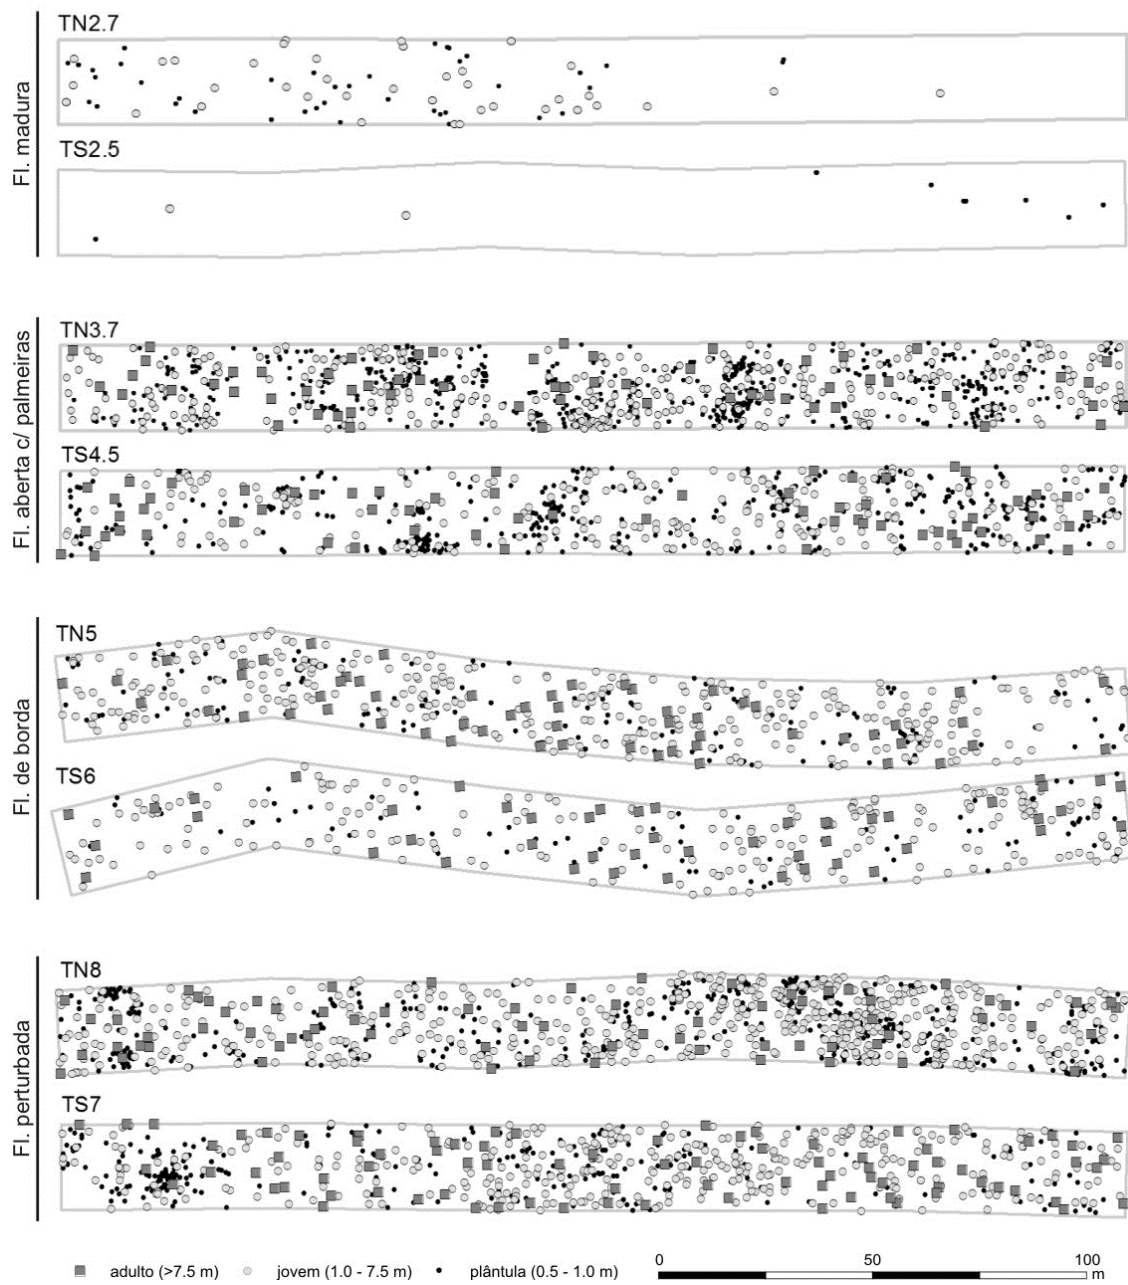 TN2.7
Fl. madura
TS2.5
TN3.7
Fl. aberta c/ palmeiras
TS4.5
TN5
Fl. de borda
TS6
TN8
Fl. perturbada
TS7
adulto (>7.5 m) jovem (1.0 - 7.5 m) plântula (0.5 - 1.0 m)
0 50 100
m